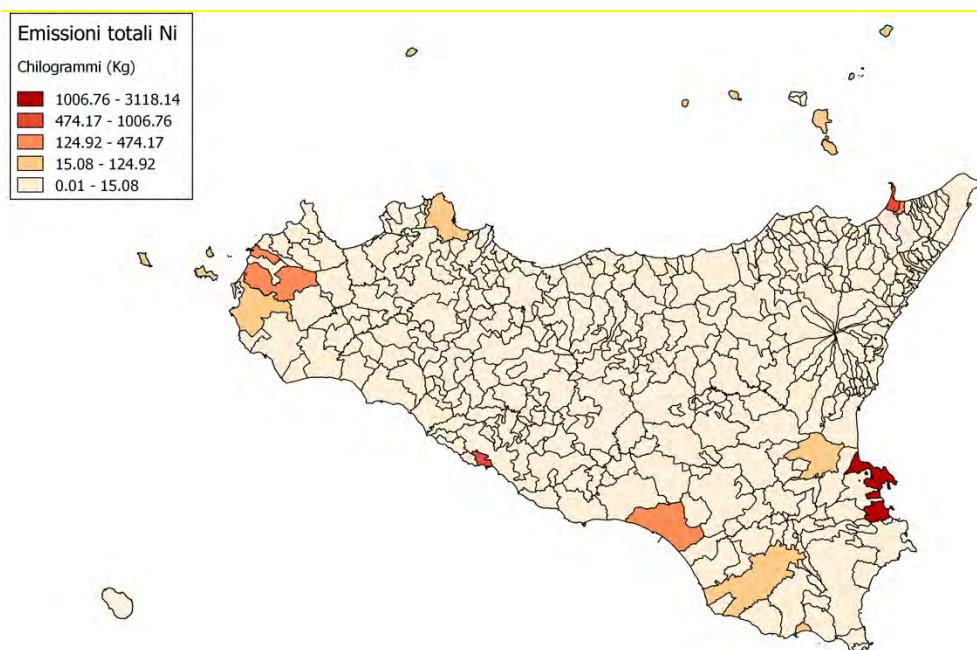 Emissioni totali Ni
Chilogrammi (Kg)
1006.76 - 3118.14
474.17 - 1006.76
124.92 - 474.17
15.08 - 124.92
0.01 - 15.08